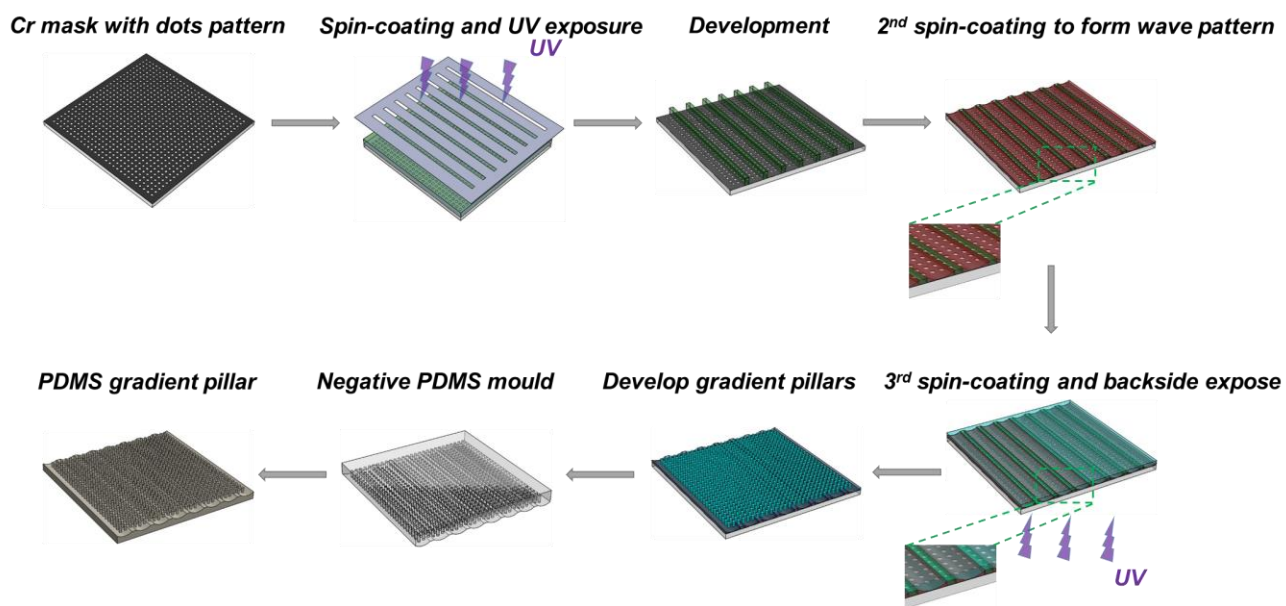 Cr mask with dots pattern
Spin-coating and UV exposure
UV
Development
2nd spin-coating to form wave pattern
3rd spin-coating and backside expose
UV
Develop gradient pillars
Negative PDMS mould
PDMS gradient pillar